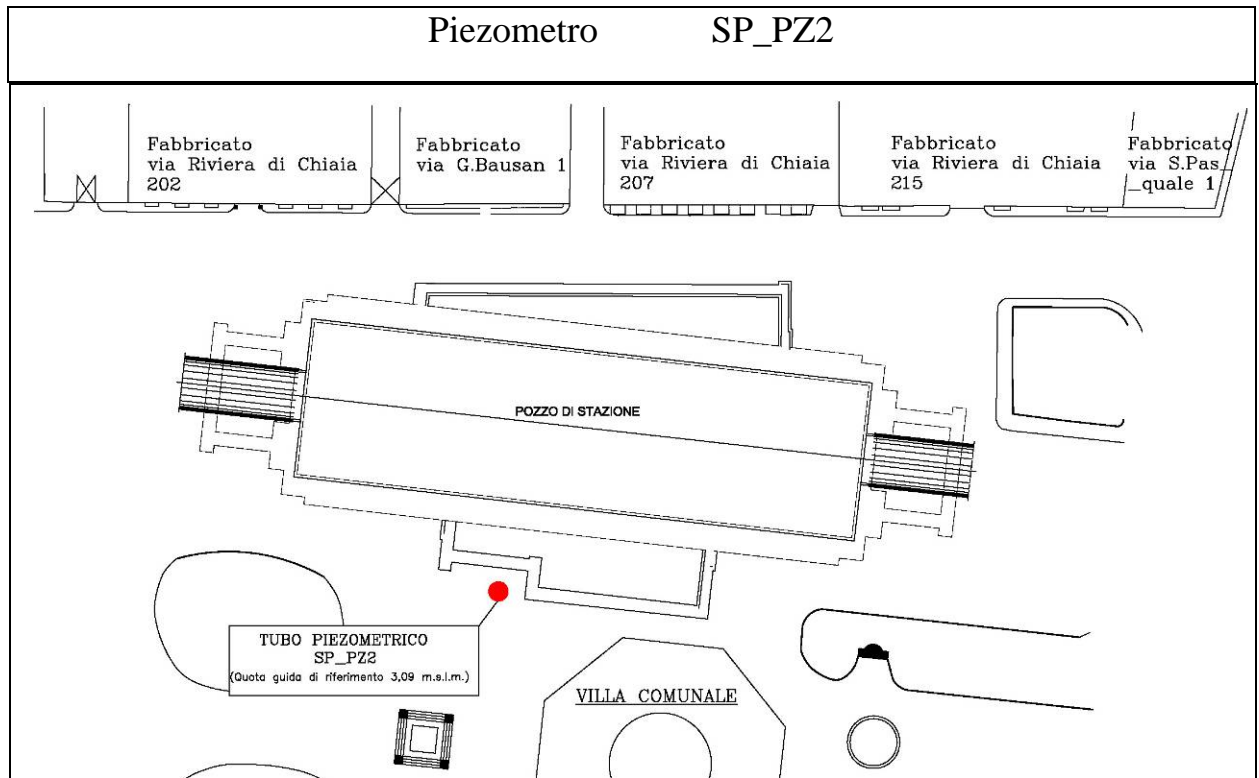 Piezometro SP_PZ2
Fabbricato
via Riviera di Chiaia
202
Fabbricato
via G.Bausan 1
Fabbricato
via Riviera di Chiaia
207
Fabbricato
via Riviera di Chiaia
215
Fabbricato
via S.Pas_
_quale 1
POZZO DI STAZIONE
TUBO PIEZOMETRICO
SP_PZ2
(Quota guida di riferimento 3,09 m.s.l.m.)
VILLA COMUNALE